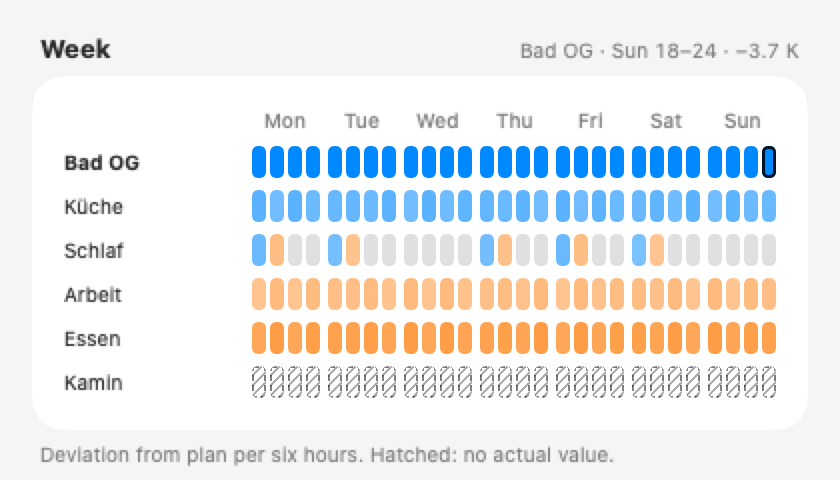 Week
Bad OG · Sun 18–24 · −3.7 K
Mon Tue Wed Thu Fri Sat Sun
Bad OG
Küche
Schlaf
Arbeit
Essen
Kamin
Deviation from plan per six hours. Hatched: no actual value.